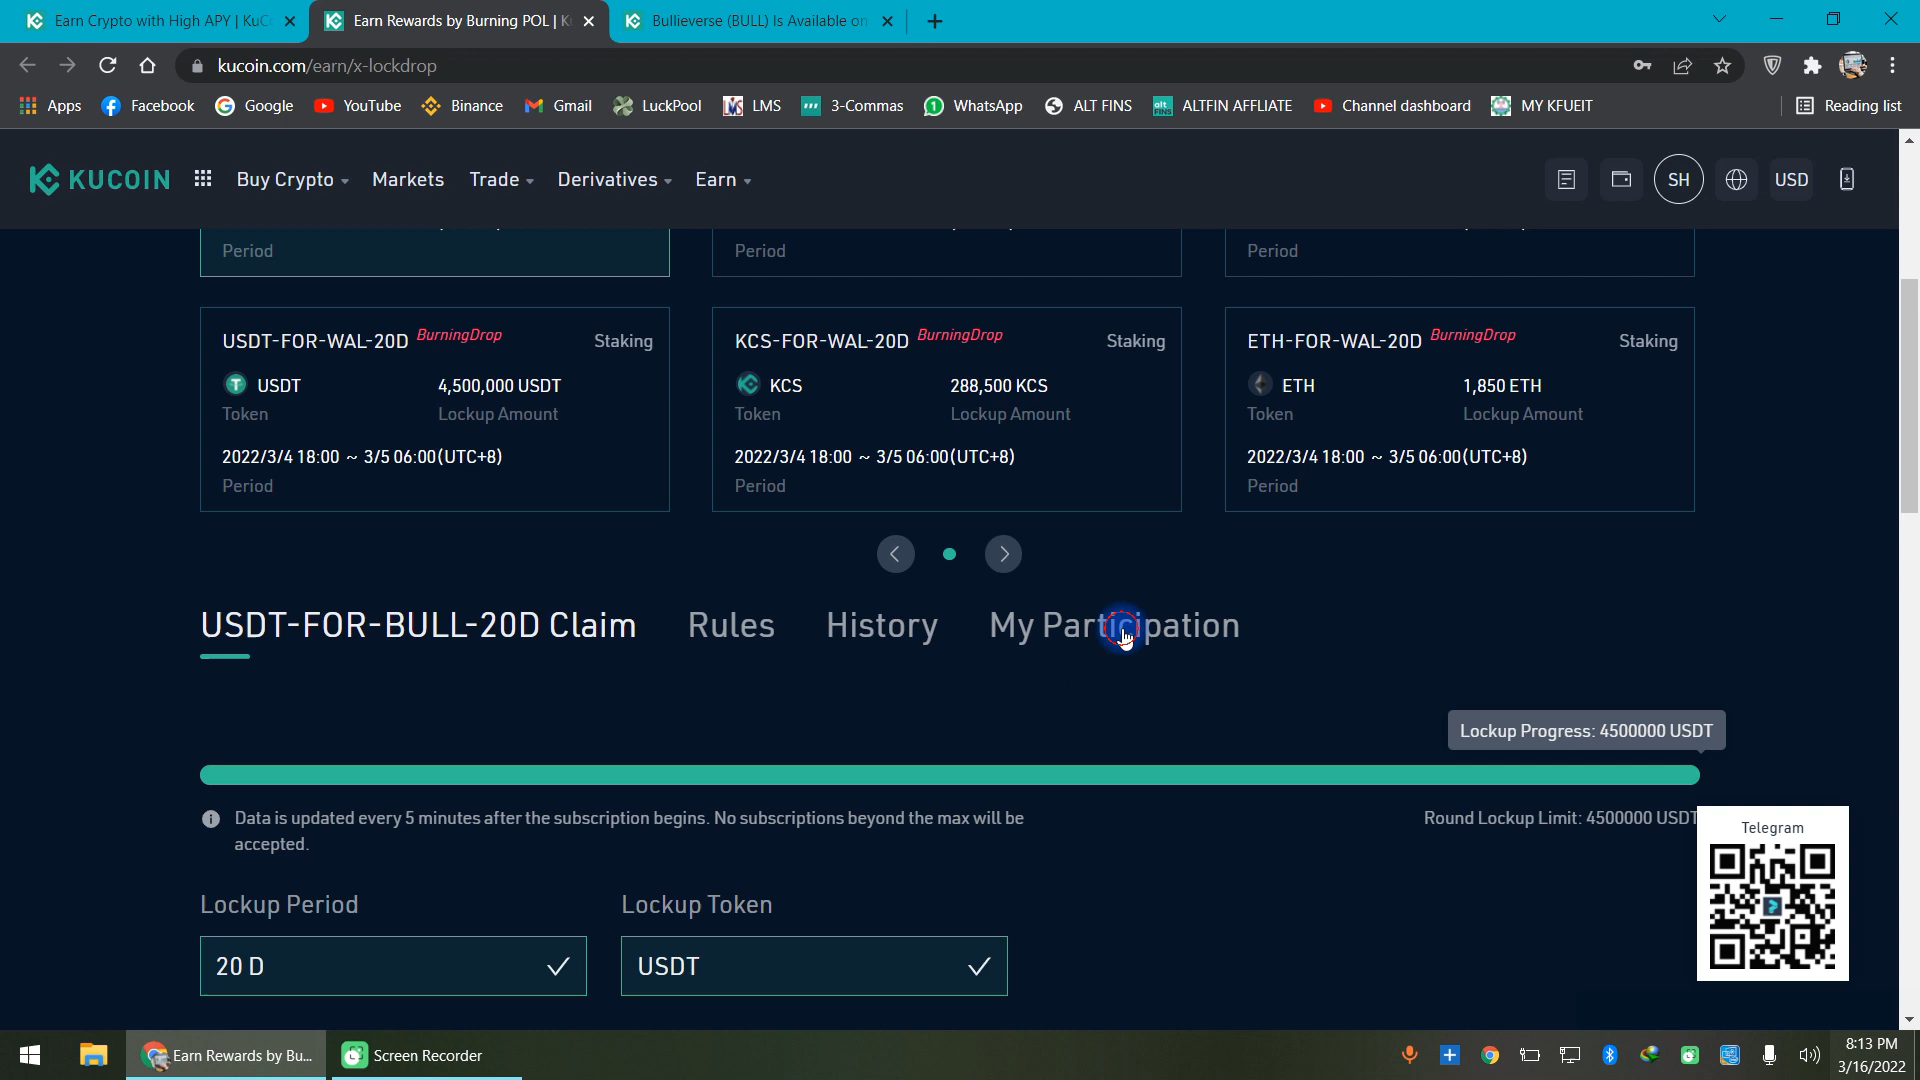 Earn Crypto with High APY | KuC
Earn Rewards by Burning POL | K
Bullieverse (BULL) Is Available on
kucoin.com/earn/x-lockdrop
Apps Facebook Google YouTube Binance Gmail LuckPool LMS 3-Commas WhatsApp ALT FINS ALTFIN AFFLIATE Channel dashboard MY KFUEIT Reading list
KUCOIN Buy Crypto Markets Trade Derivatives Earn SH USD
Period Period Period
USDT-FOR-WAL-20D BurningDrop Staking
USDT 4,500,000 USDT
Token Lockup Amount
2022/3/4 18:00 ~ 3/5 06:00(UTC+8)
Period
KCS-FOR-WAL-20D BurningDrop Staking
KCS 288,500 KCS
Token Lockup Amount
2022/3/4 18:00 ~ 3/5 06:00(UTC+8)
Period
ETH-FOR-WAL-20D BurningDrop Staking
ETH 1,850 ETH
Token Lockup Amount
2022/3/4 18:00 ~ 3/5 06:00(UTC+8)
Period
USDT-FOR-BULL-20D Claim Rules History My Participation
Lockup Progress: 4500000 USDT
Data is updated every 5 minutes after the subscription begins. No subscriptions beyond the max will be
accepted.
Round Lockup Limit: 4500000 USDT
Telegram
Lockup Period Lockup Token
20 D USDT
Earn Rewards by Bu... Screen Recorder
8:13 PM
3/16/2022